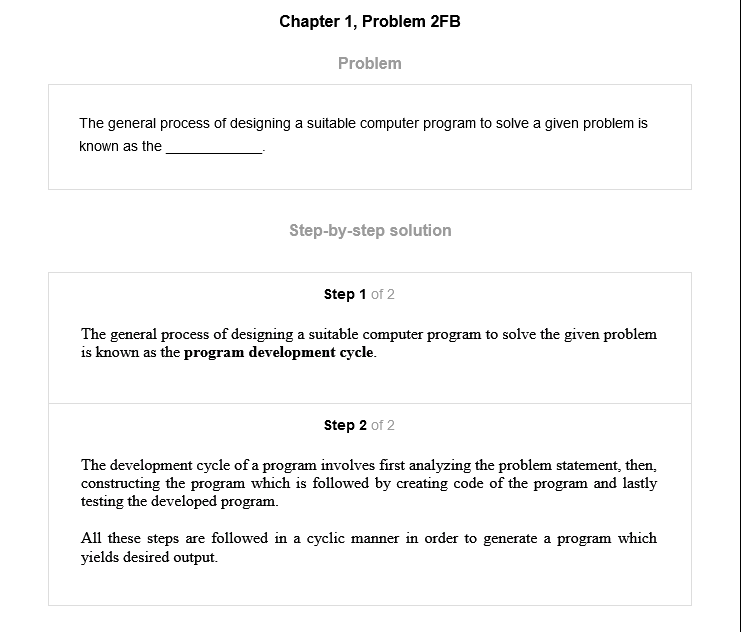 Chapter 1, Problem 2FB
Problem
The general process of designing a suitable computer program to solve a given problem is
known as the _____________.
Step-by-step solution
Step 1 of 2
The general process of designing a suitable computer program to solve the given problem
is known as the program development cycle.
Step 2 of 2
The development cycle of a program involves first analyzing the problem statement, then,
constructing the program which is followed by creating code of the program and lastly
testing the developed program.
All these steps are followed in a cyclic manner in order to generate a program which
yields desired output.